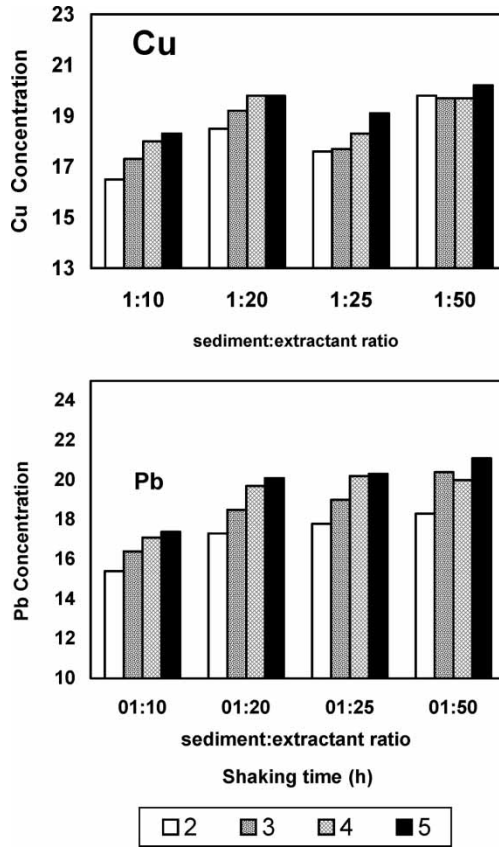 23
Cu
21
19
17
15
13
Cu Concentration
1:10 1:20 1:25 1:50
sediment:extractant ratio
24
22
20
Pb
18
16
14
12
10
Pb Concentration
01:10 01:20 01:25 01:50
sediment:extractant ratio
Shaking time (h)
2 3 4 5